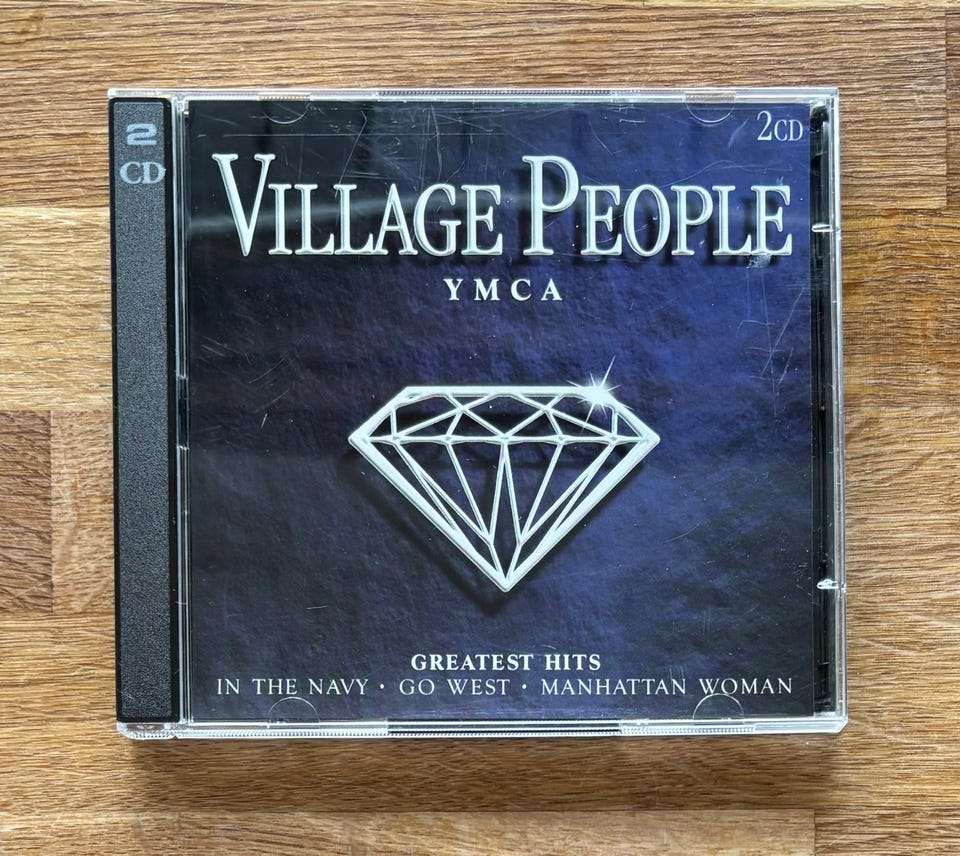 2
CD
2CD
VILLAGE PEOPLE
YMCA
GREATEST HITS
IN THE NAVY · GO WEST · MANHATTAN WOMAN